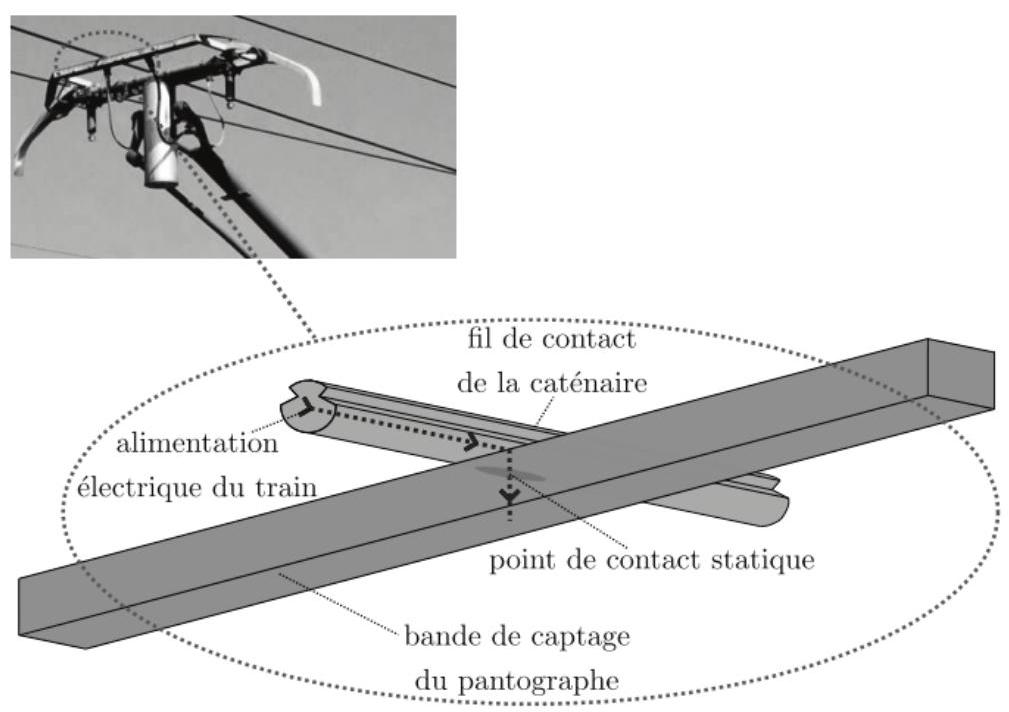 fil de contact
de la caténaire
alimentation
électrique du train
point de contact statique
bande de captage
du pantographe